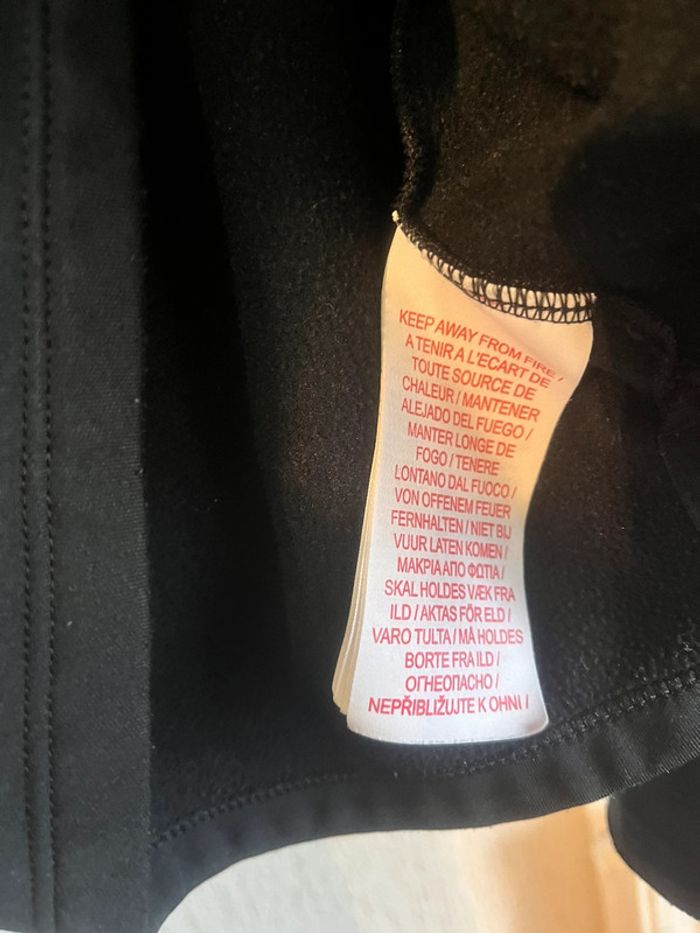 KEEP AWAY FROM FIRE /
A TENIR A L'ECART DE
TOUTE SOURCE DE
CHALEUR / MANTENER
ALEJADO DEL FUEGO /
MANTER LONGE DE
FOGO / TENERE
LONTANO DAL FUOCO /
VON OFFENEM FEUER
FERNHALTEN / NIET BIJ
VUUR LATEN KOMEN /
ΜΑΚΡΙΑ ΑΠΟ ΦΩΤΙΑ /
SKAL HOLDES VÆK FRA
ILD / AKTAS FÖR ELD /
VARO TULTA / MÅ HOLDES
BORTE FRA ILD /
ОГНЕОПАСНО /
NEPŘIBLIŽUJTE K OHNI /